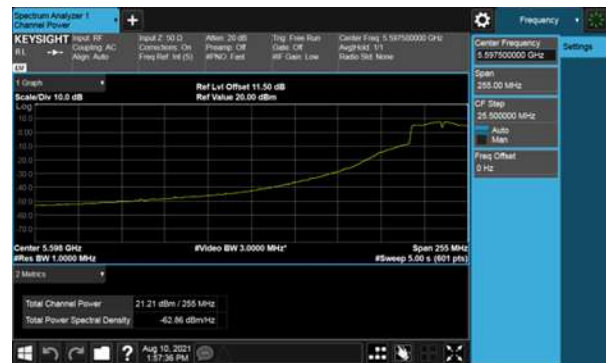 Spectrum Analyzer 1
Channel Power
Frequency
KEYSIGHT
Input: RF
Coupling: AC
Align: Auto
Input Z: 50 Ω
Corrections: On
Freq Ref: Int (S)
Atten: 20 dB
Preamp: Off
#PNO: Fast
Trig: Free Run
Gate: Off
#IF Gain: Low
Center Freq: 5.597500000 GHz
Avg|Hold: 1/1
Radio Std: None
Center Frequency
5.597500000 GHz
Settings
Span
255.00 MHz
CF Step
25.500000 MHz
Auto
Man
Freq Offset
0 Hz
1 Graph
Scale/Div 10.0 dB
Ref Lvl Offset 11.50 dB
Ref Value 20.00 dBm
Log
10.0
0.00
-10.0
-20.0
-30.0
-40.0
-50.0
-60.0
-70.0
Center 5.598 GHz
#Res BW 1.0000 MHz
#Video BW 3.0000 MHz*
Span 255 MHz
#Sweep 5.00 s (601 pts)
2 Metrics
Total Channel Power 21.21 dBm / 255 MHz
Total Power Spectral Density -62.86 dBm/Hz
Aug 10, 2021
1:57:36 PM